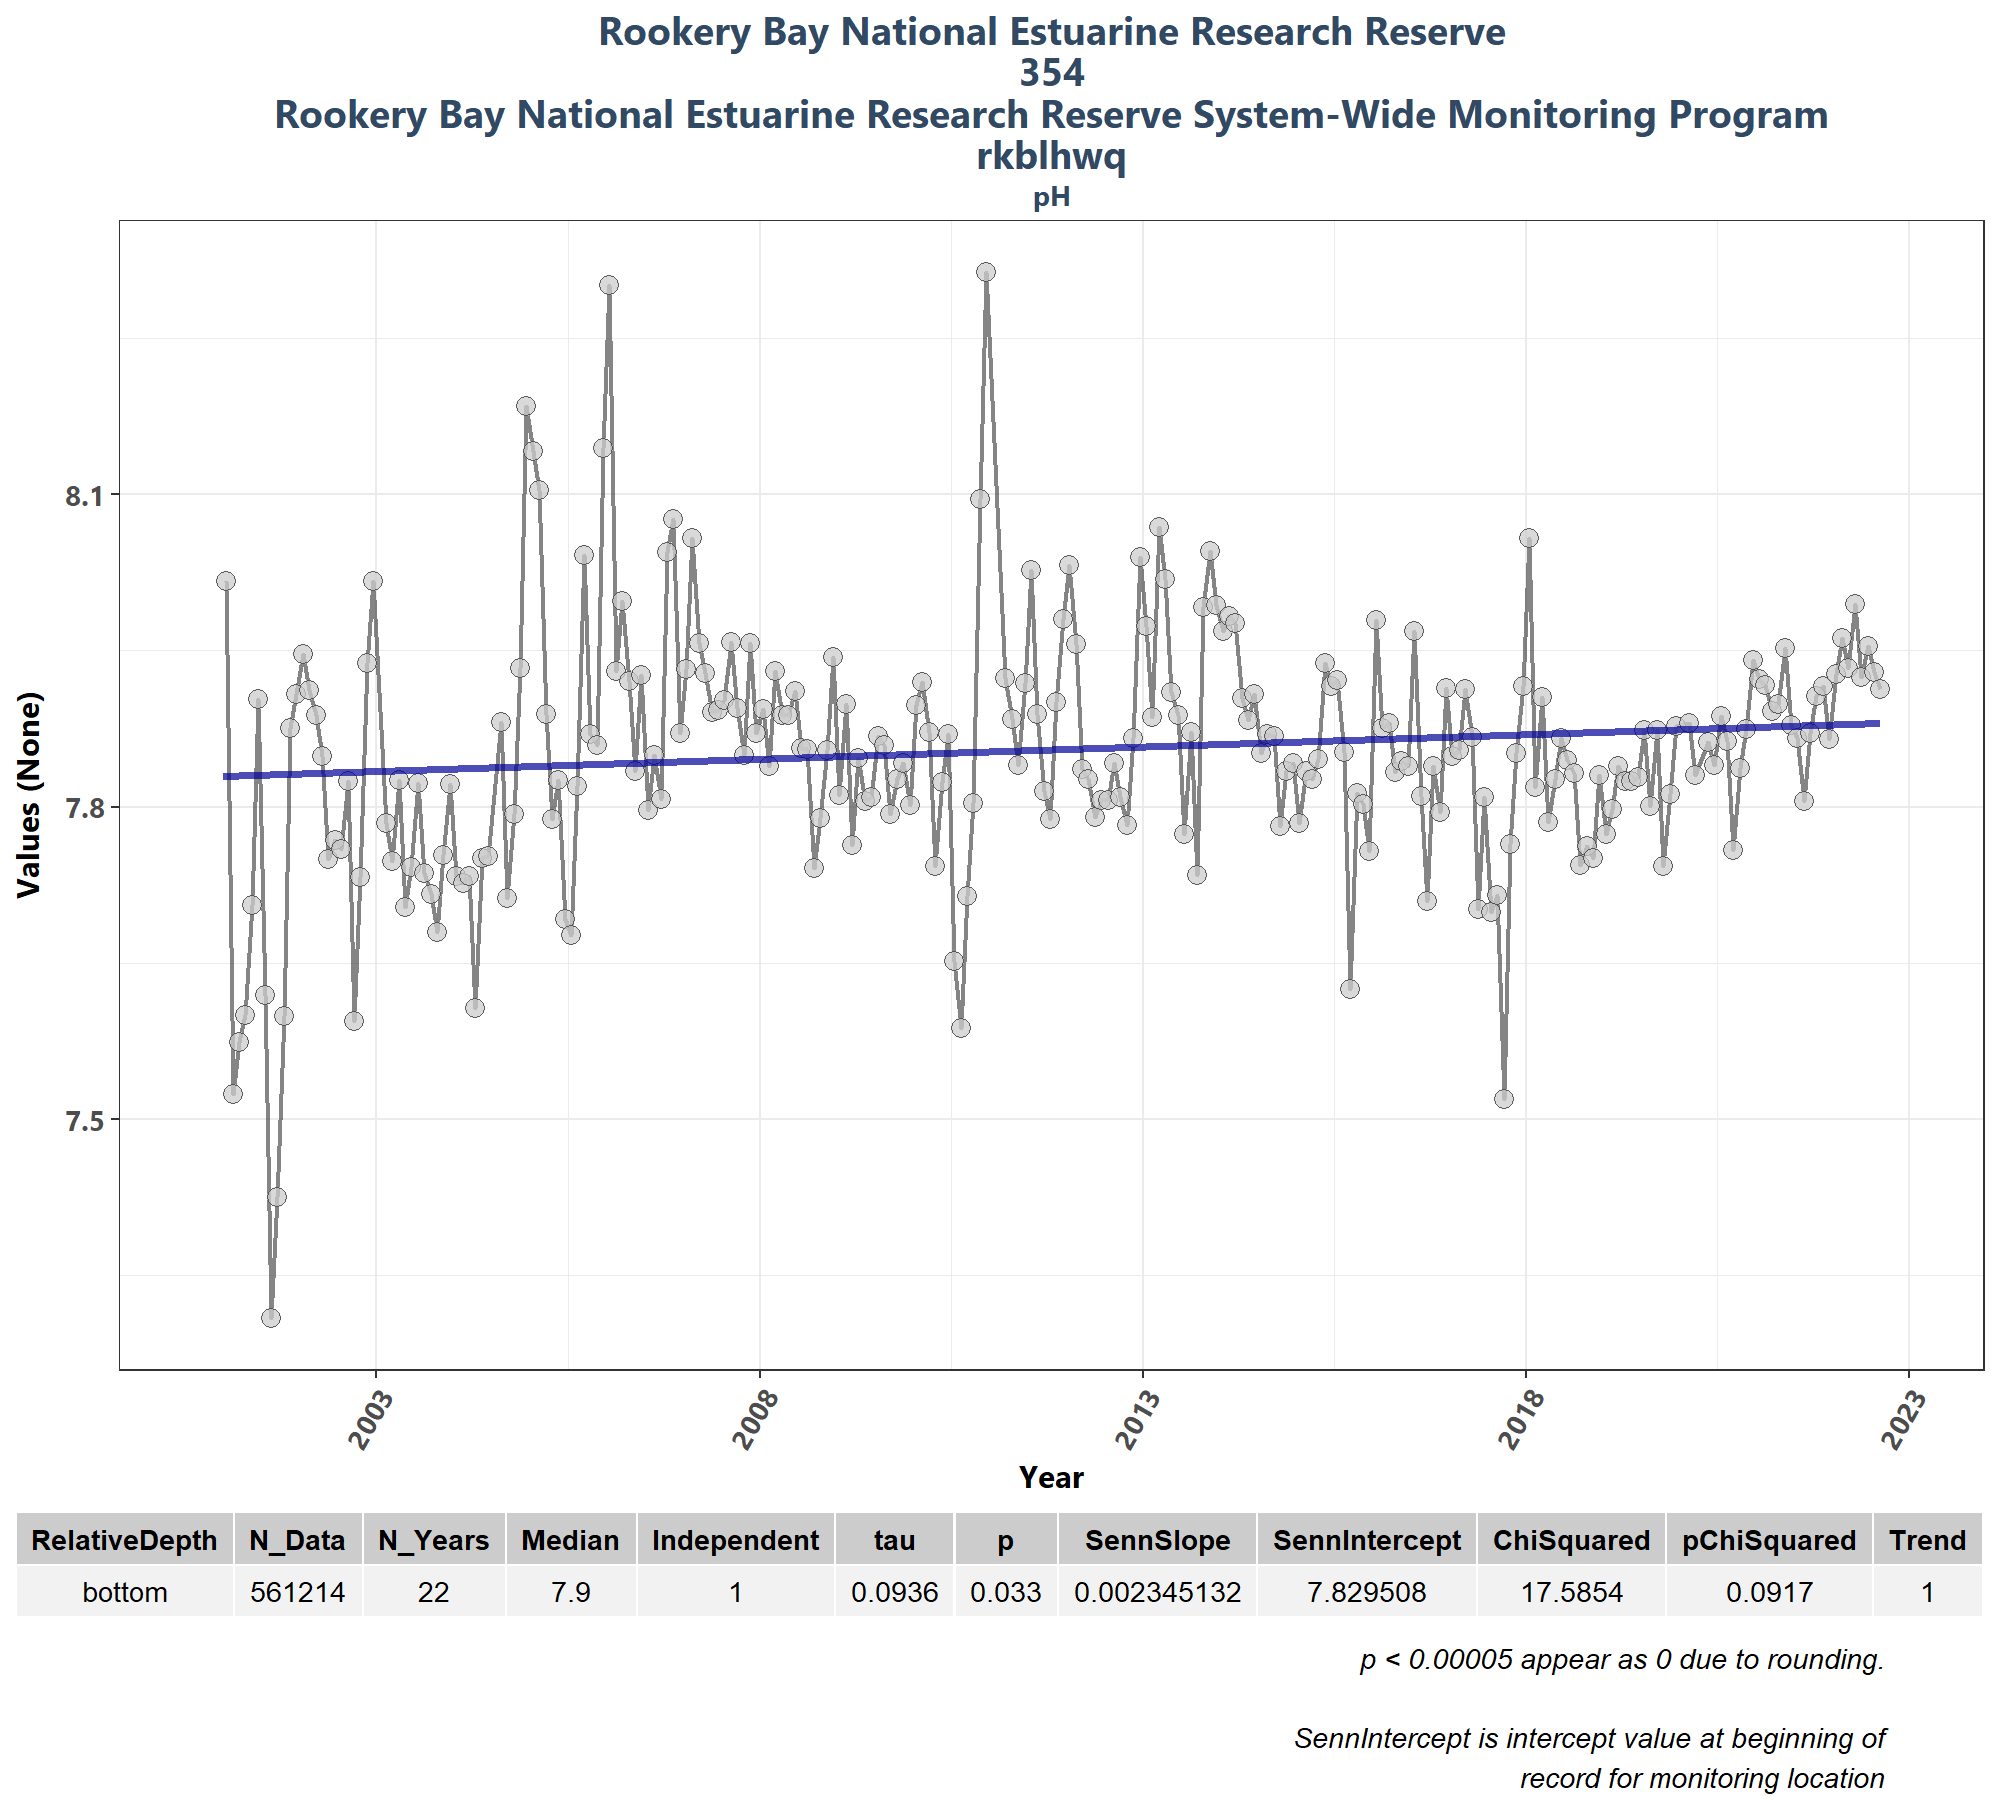 Rookery Bay National Estuarine Research Reserve
354
Rookery Bay National Estuarine Research Reserve System-Wide Monitoring Program
rkblhwq
pH
Values (None)
8.1
7.8
7.5
2003 2008 2013 2018 2023
Year
RelativeDepth N_Data N_Years Median Independent tau p SennSlope SennIntercept ChiSquared pChiSquared Trend
bottom 561214 22 7.9 1 0.0936 0.033 0.002345132 7.829508 17.5854 0.0917 1
p < 0.00005 appear as 0 due to rounding.
SennIntercept is intercept value at beginning of
record for monitoring location